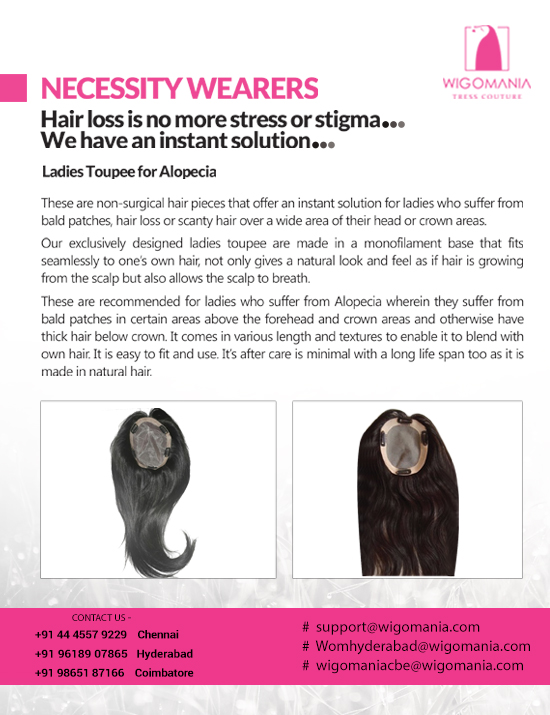 WIGOMANIA
TRESS COUTURE
NECESSITY WEARERS
Hair loss is no more stress or stigma...
We have an instant solution...
Ladies Toupee for Alopecia
These are non-surgical hair pieces that offer an instant solution for ladies who suffer from
bald patches, hair loss or scanty hair over a wide area of their head or crown areas.
Our exclusively designed ladies toupee are made in a monofilament base that fits
seamlessly to one's own hair, not only gives a natural look and feel as if hair is growing
from the scalp but also allows the scalp to breath.
These are recommended for ladies who suffer from Alopecia wherein they suffer from
bald patches in certain areas above the forehead and crown areas and otherwise have
thick hair below crown. It comes in various length and textures to enable it to blend with
own hair. It is easy to fit and use. It's after care is minimal with a long life span too as it is
made in natural hair.
CONTACT US -
+91 44 4557 9229 Chennai
+91 96189 07865 Hyderabad
+91 98651 87166 Coimbatore
# support@wigomania.com
# Womhyderabad@wigomania.com
# wigomaniacbe@wigomania.com